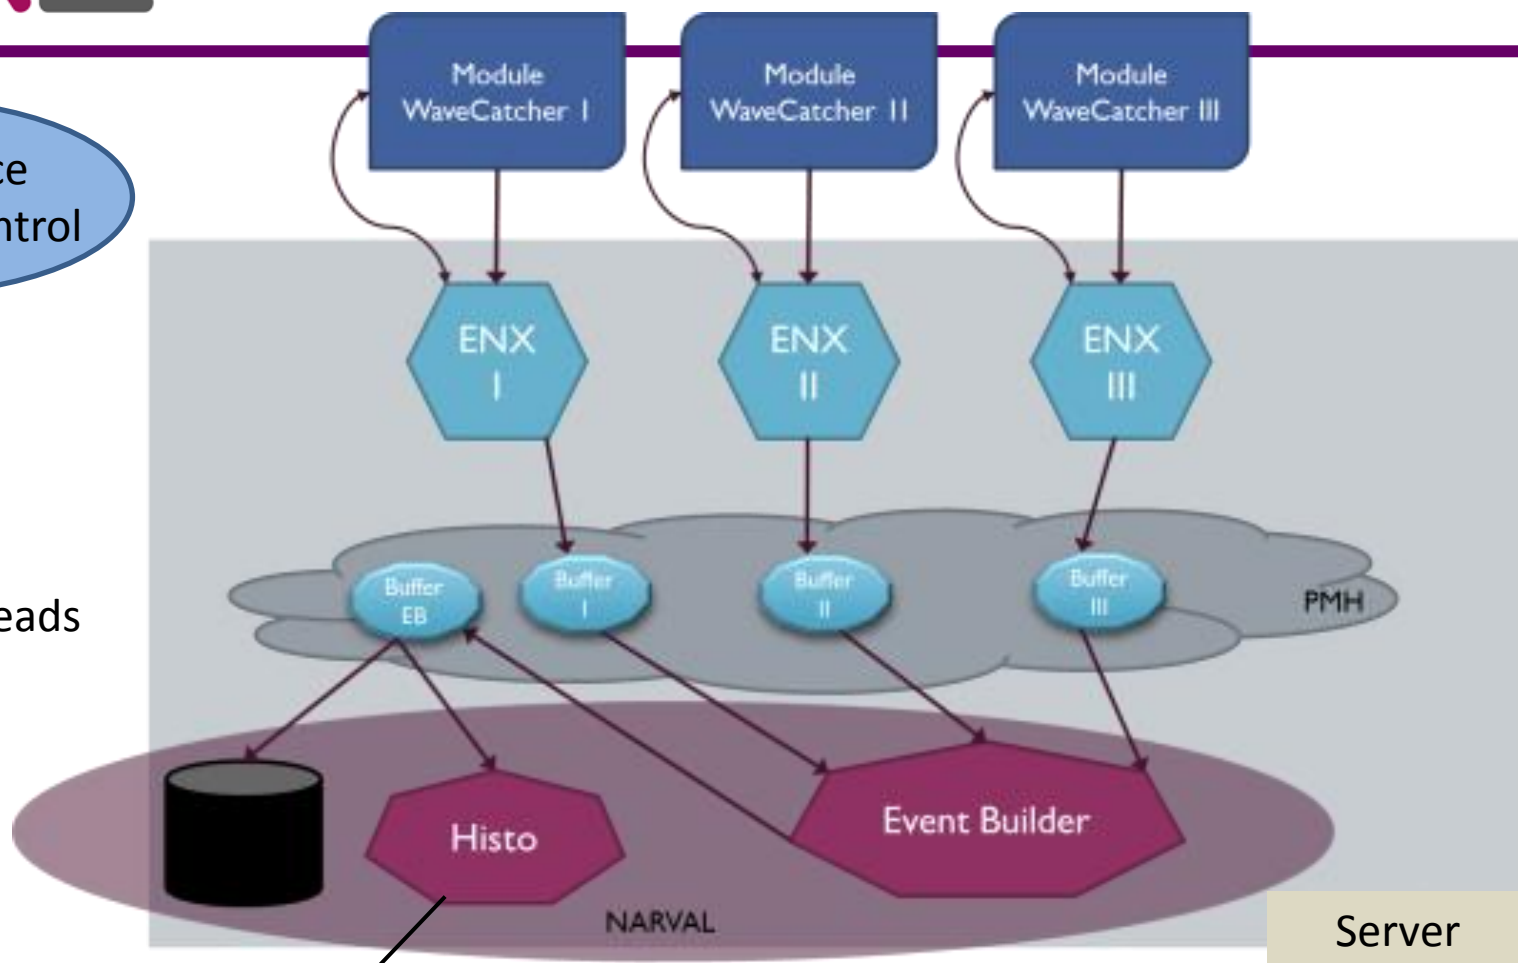 Module
WaveCatcher I
Module
WaveCatcher II
Module
WaveCatcher III
ntrol
ENX
I
ENX
II
ENX
III
Buffer
EB
Buffer
I
Buffer
II
Buffer
III
PMH
eads
Histo
Event Builder
NARVAL
Server